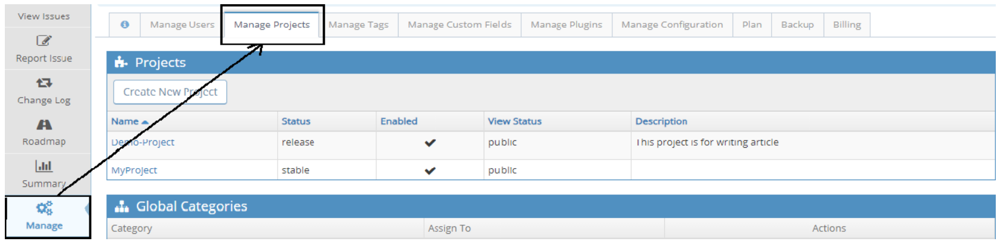 View Issues
Report Issue
Change Log
Roadmap
Summary
Manage
Manage Users Manage Projects Manage Tags Manage Custom Fields Manage Plugins Manage Configuration Plan Backup Billing
Projects
Create New Project
Name Status Enabled View Status Description
Demo-Project release public This project is for writing article
MyProject stable public
Global Categories
Category Assign To Actions